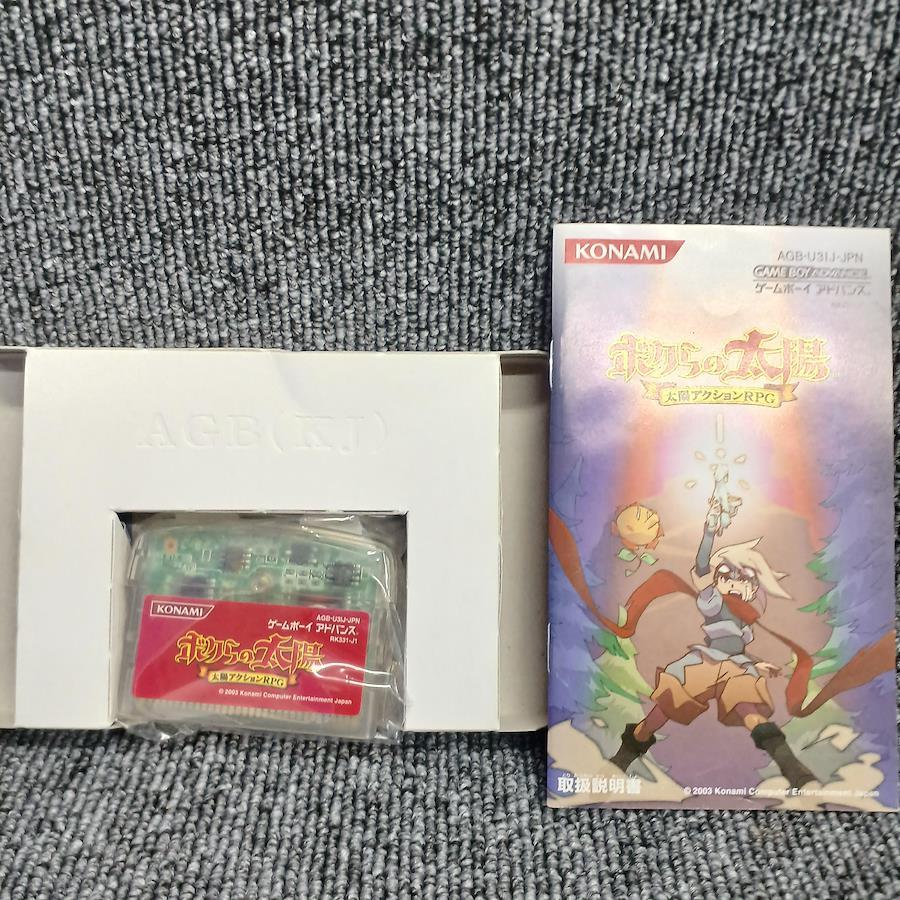 AGB(KJ)
KONAMI
AGB-U3IJ-JPN
ゲームボーイ アドバンス
RK331-J1
ボクらの太陽
太陽アクションRPG
© 2003 Konami Computer Entertainment Japan
KONAMI
AGB-U3IJ-JPN
GAME BOY ADVANCE
ゲームボーイ アドバンス
ボクらの太陽
太陽アクションRPG
取扱説明書
© 2003 Konami Computer Entertainment Japan